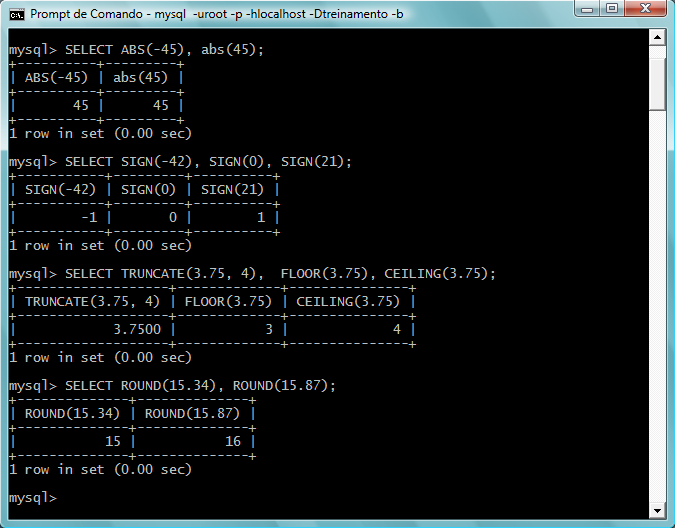 Prompt de Comando - mysql  -uroot -p -hlocalhost -Dtreinamento -b
mysql> SELECT ABS(-45), abs(45);
+----------+---------+
| ABS(-45) | abs(45) |
+----------+---------+
|       45 |      45 |
+----------+---------+
1 row in set (0.00 sec)
mysql> SELECT SIGN(-42), SIGN(0), SIGN(21);
+-----------+---------+----------+
| SIGN(-42) | SIGN(0) | SIGN(21) |
+-----------+---------+----------+
|        -1 |       0 |        1 |
+-----------+---------+----------+
1 row in set (0.00 sec)
mysql> SELECT TRUNCATE(3.75, 4),  FLOOR(3.75), CEILING(3.75);
+-------------------+-------------+---------------+
| TRUNCATE(3.75, 4) | FLOOR(3.75) | CEILING(3.75) |
+-------------------+-------------+---------------+
|            3.7500 |           3 |             4 |
+-------------------+-------------+---------------+
1 row in set (0.00 sec)
mysql> SELECT ROUND(15.34), ROUND(15.87);
+--------------+--------------+
| ROUND(15.34) | ROUND(15.87) |
+--------------+--------------+
|           15 |           16 |
+--------------+--------------+
1 row in set (0.00 sec)
mysql>